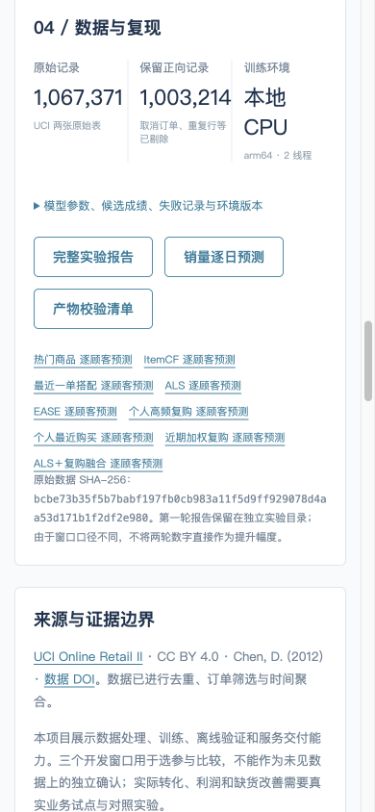 04 / 数据与复现
原始记录
1,067,371
UCI 两张原始表
保留正向记录
1,003,214
取消订单、重复行等
已剔除
训练环境
本地
CPU
arm64 · 2 线程
▶ 模型参数、候选成绩、失败记录与环境版本
完整实验报告
销量逐日预测
产物校验清单
热门商品 逐顾客预测 ItemCF 逐顾客预测
最近一单搭配 逐顾客预测 ALS 逐顾客预测
EASE 逐顾客预测 个人高频复购 逐顾客预测
个人最近购买 逐顾客预测 近期加权复购 逐顾客预测
ALS+复购融合 逐顾客预测
原始数据 SHA-256:
bcbe73b35f5b7babf197fb0cb983a11f5d9ff929078d4a
a53d171b1f2df2e980。第一轮报告保留在独立实验目录;
由于窗口口径不同，不将两轮数字直接作为提升幅度。
来源与证据边界
UCI Online Retail II · CC BY 4.0 · Chen, D. (2012)
· 数据 DOI。数据已进行去重、订单筛选与时间聚
合。
本项目展示数据处理、训练、离线验证和服务交付能
力。三个开发窗口用于选参与比较，不能作为未见数
据上的独立确认；实际转化、利润和缺货改善需要真
实业务试点与对照实验。